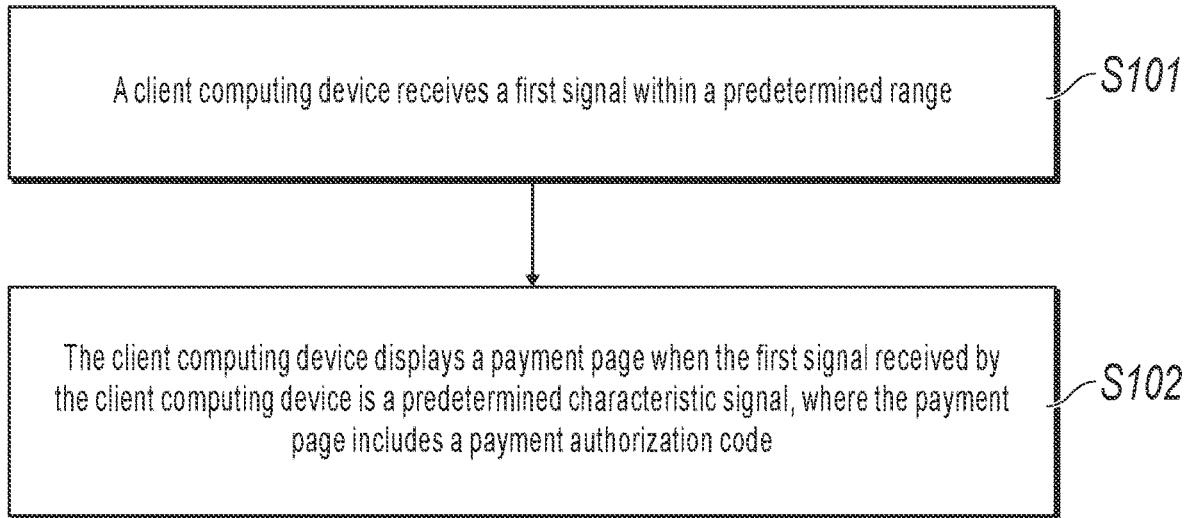 A client computing device receives a first signal within a predetermined range
S101
The client computing device displays a payment page when the first signal received by
the client computing device is a predetermined characteristic signal, where the payment
page includes a payment authorization code
S102